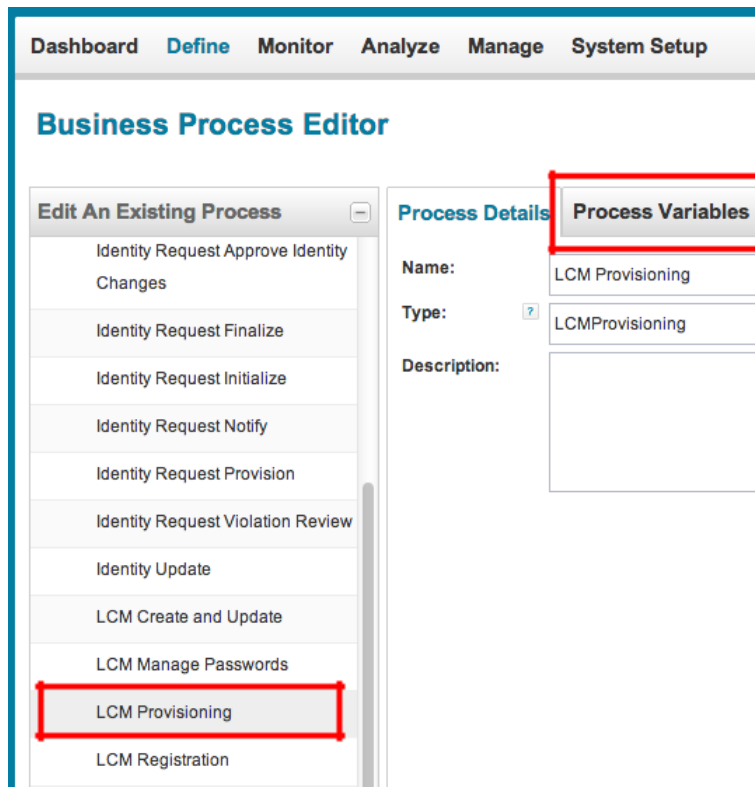 Dashboard Define Monitor Analyze Manage System Setup
Business Process Editor
Edit An Existing Process
Identity Request Approve Identity
Changes
Identity Request Finalize
Identity Request Initialize
Identity Request Notify
Identity Request Provision
Identity Request Violation Review
Identity Update
LCM Create and Update
LCM Manage Passwords
LCM Provisioning
LCM Registration
Process Details Process Variables
Name: LCM Provisioning
Type: ? LCMProvisioning
Description: